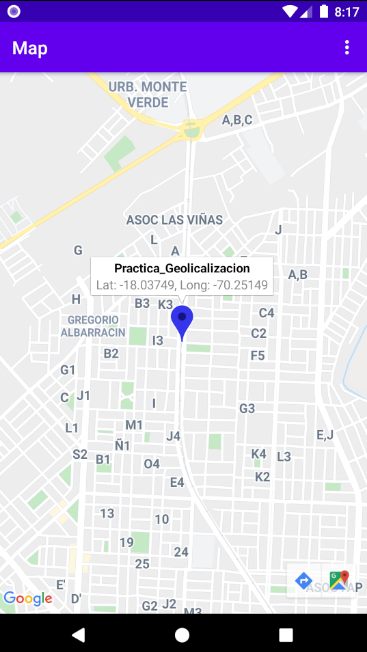 8:17
Map
URB. MONTE
VERDE
A,B,C
ASOC LAS VIÑAS
J
L
G
A
A,B
Practica_Geolicalizacion
Lat: -18.03749, Long: -70.25149
H
B3
K3
C4
GREGORIO
ALBARRACIN
I3
C2
B2
F5
G1
C
J1
I
G3
L1
M1
J4
E,J
Ñ1
S2
B1
O4
K4
L3
K2
E4
13
10
19
24
25
E'
D'
G2
J2
M3
Google